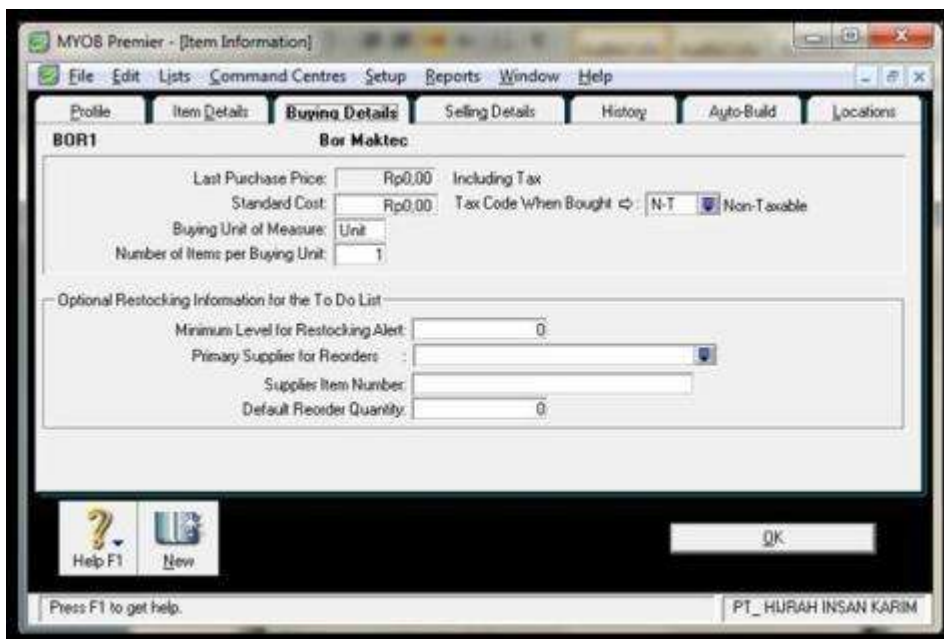 MYOB Premier - [Item Information]
File Edit Lists Command Centres Setup Reports Window Help
Profile Item Details Buying Details Selling Details History Auto-Build Locations
BOR1 Bor Maktec
Last Purchase Price: Rp0,00 Including Tax
Standard Cost: Rp0,00 Tax Code When Bought ⇨: N-T Non-Taxable
Buying Unit of Measure: Unit
Number of Items per Buying Unit: 1
Optional Restocking Information for the To Do List
Minimum Level for Restocking Alert: 0
Primary Supplier for Reorders :
Supplier Item Number:
Default Reorder Quantity: 0
Help F1 New OK
Press F1 to get help. PT_ HIJRAH INSAN KARIM